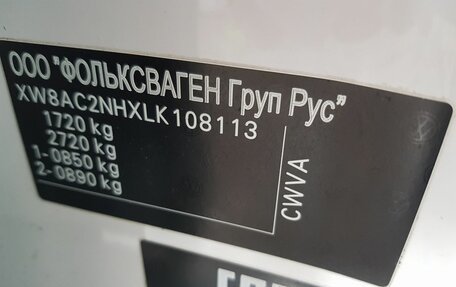 ООО "ФОЛЬКСВАГЕН Груп Рус"
XW8AC2NHXLK108113
1720 kg
2720 kg
1-0850 kg
2-0890 kg
CWVA